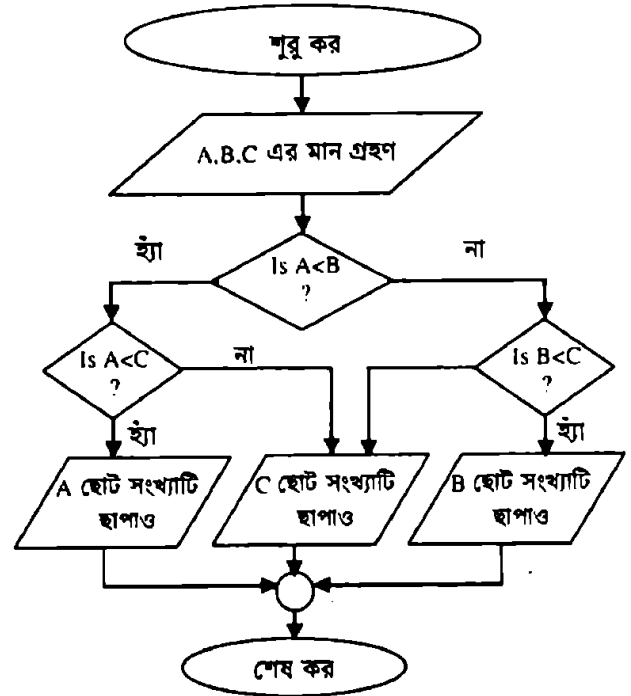 শুরু কর
A.B.C এর মান গ্রহণ
হ্যাঁ
Is A<B
?
না
Is A<C
?
না
Is B<C
?
হ্যাঁ
হ্যাঁ
A ছোট সংখ্যাটি
ছাপাও
C ছোট সংখ্যাটি
ছাপাও
B ছোট সংখ্যাটি
ছাপাও
শেষ কর